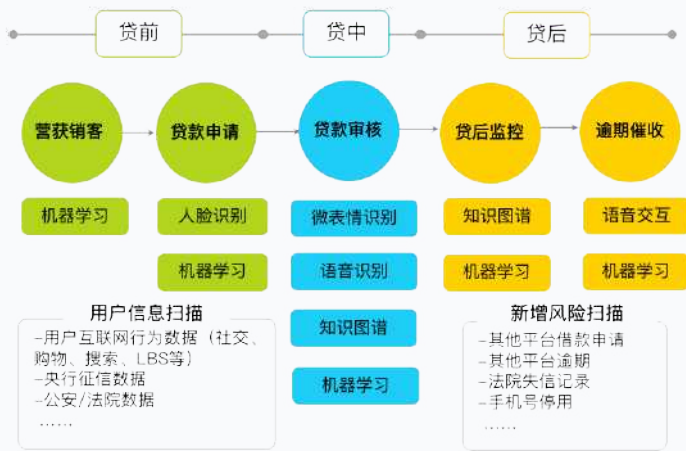 贷前
贷中
贷后
营获销客
贷款申请
贷款审核
贷后监控
逾期催收
机器学习
人脸识别
微表情识别
知识图谱
语音交互
机器学习
语音识别
机器学习
机器学习
知识图谱
机器学习
用户信息扫描
-用户互联网行为数据（社交、
购物、搜索、LBS等）
-央行征信数据
-公安/法院数据
……
新增风险扫描
-其他平台借款申请
-其他平台逾期
-法院失信记录
-手机号停用
……